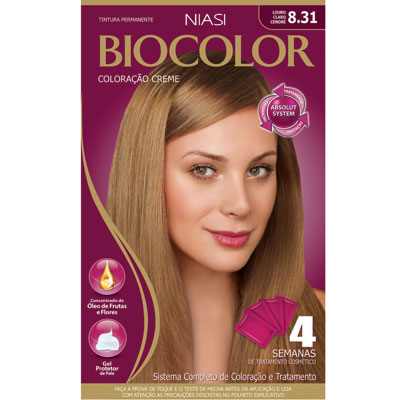 NIASI
LOURO
CLARO
CENDRÉ
8.31
TINTURA PERMANENTE
BIOCOLOR
COLORAÇÃO CREME
TRATAMENTO
ABSOLUT
SYSTEM
Concentrado de
Óleo de Frutas
e Flores
Gel
Protetor
de Pele
4
SEMANAS
DE TRATAMENTO COSMÉTICO
Sistema Completo de Coloração e Tratamento
FAÇA A PROVA DE TOQUE E O TESTE DE MECHA ANTES DA APLICAÇÃO E LEIA
COM ATENÇÃO AS PRECAUÇÕES DESCRITAS NO FOLHETO EXPLICATIVO